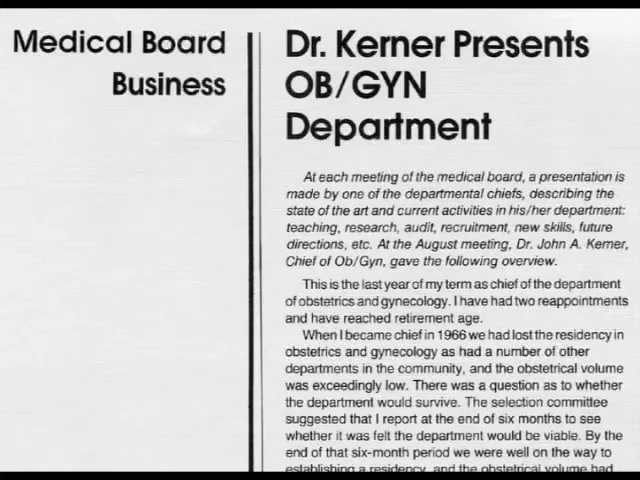 Medical Board
Business
Dr. Kerner Presents
OB/GYN
Department
At each meeting of the medical board, a presentation is
made by one of the departmental chiefs, describing the
state of the art and current activities in his/her department:
teaching, research, audit, recruitment, new skills, future
directions, etc. At the August meeting, Dr. John A. Kerner,
Chief of Ob/Gyn, gave the following overview.
This is the last year of my term as chief of the department
of obstetrics and gynecology. I have had two reappointments
and have reached retirement age.
When I became chief in 1966 we had lost the residency in
obstetrics and gynecology as had a number of other
departments in the community, and the obstetrical volume
was exceedingly low. There was a question as to whether
the department would survive. The selection committee
suggested that I report at the end of six months to see
whether it was felt the department would be viable. By the
end of that six-month period we were well on the way to
establishing a residency, and the obstetrical volume had